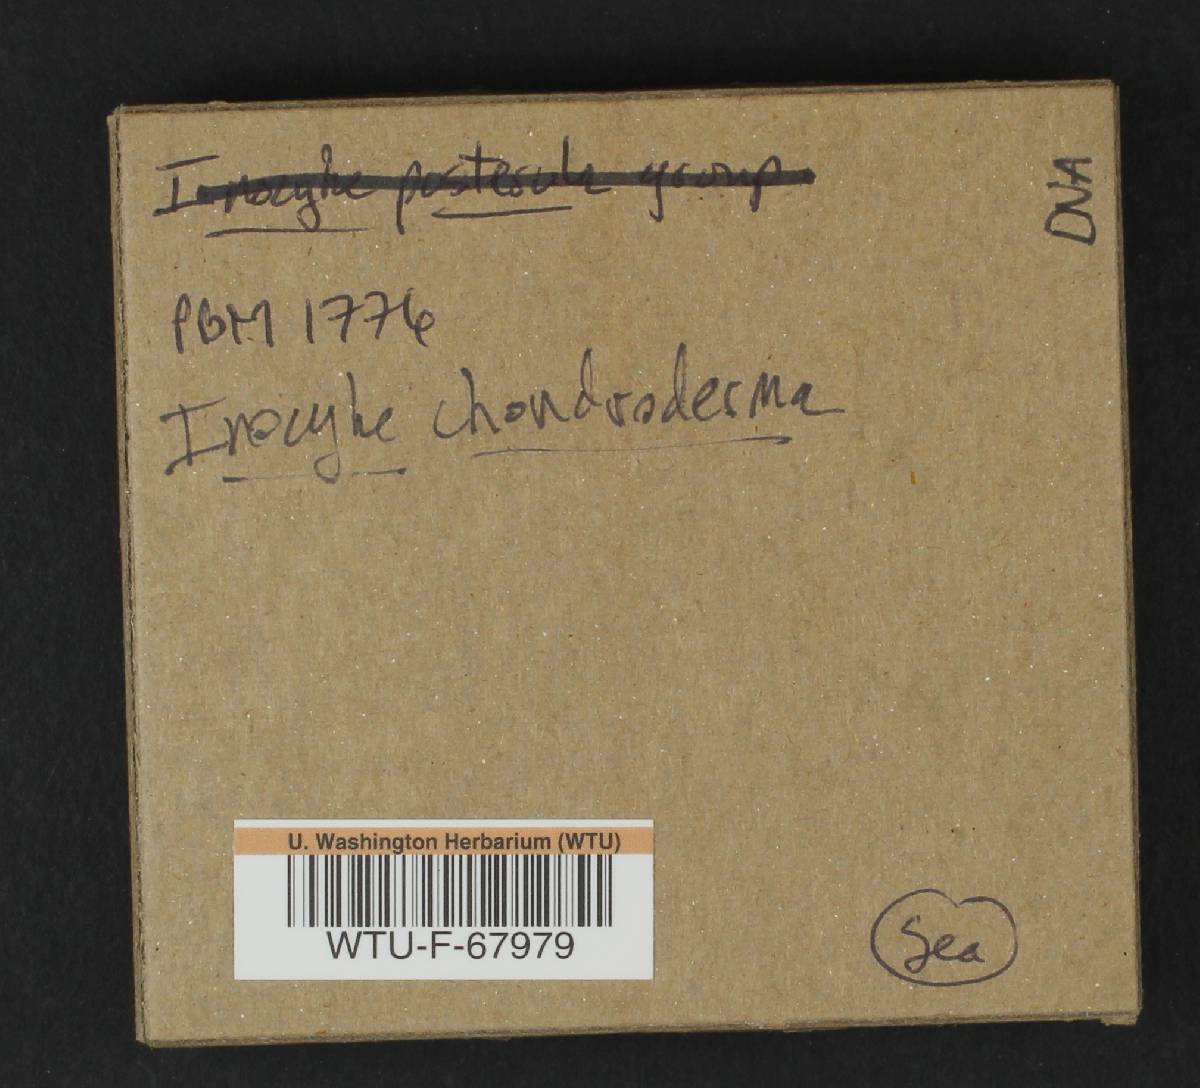 Inocybe posterula group
DNA
PBM 1776
Inocybe chondroderma
U. Washington Herbarium (WTU)
WTU-F-67979
Sea